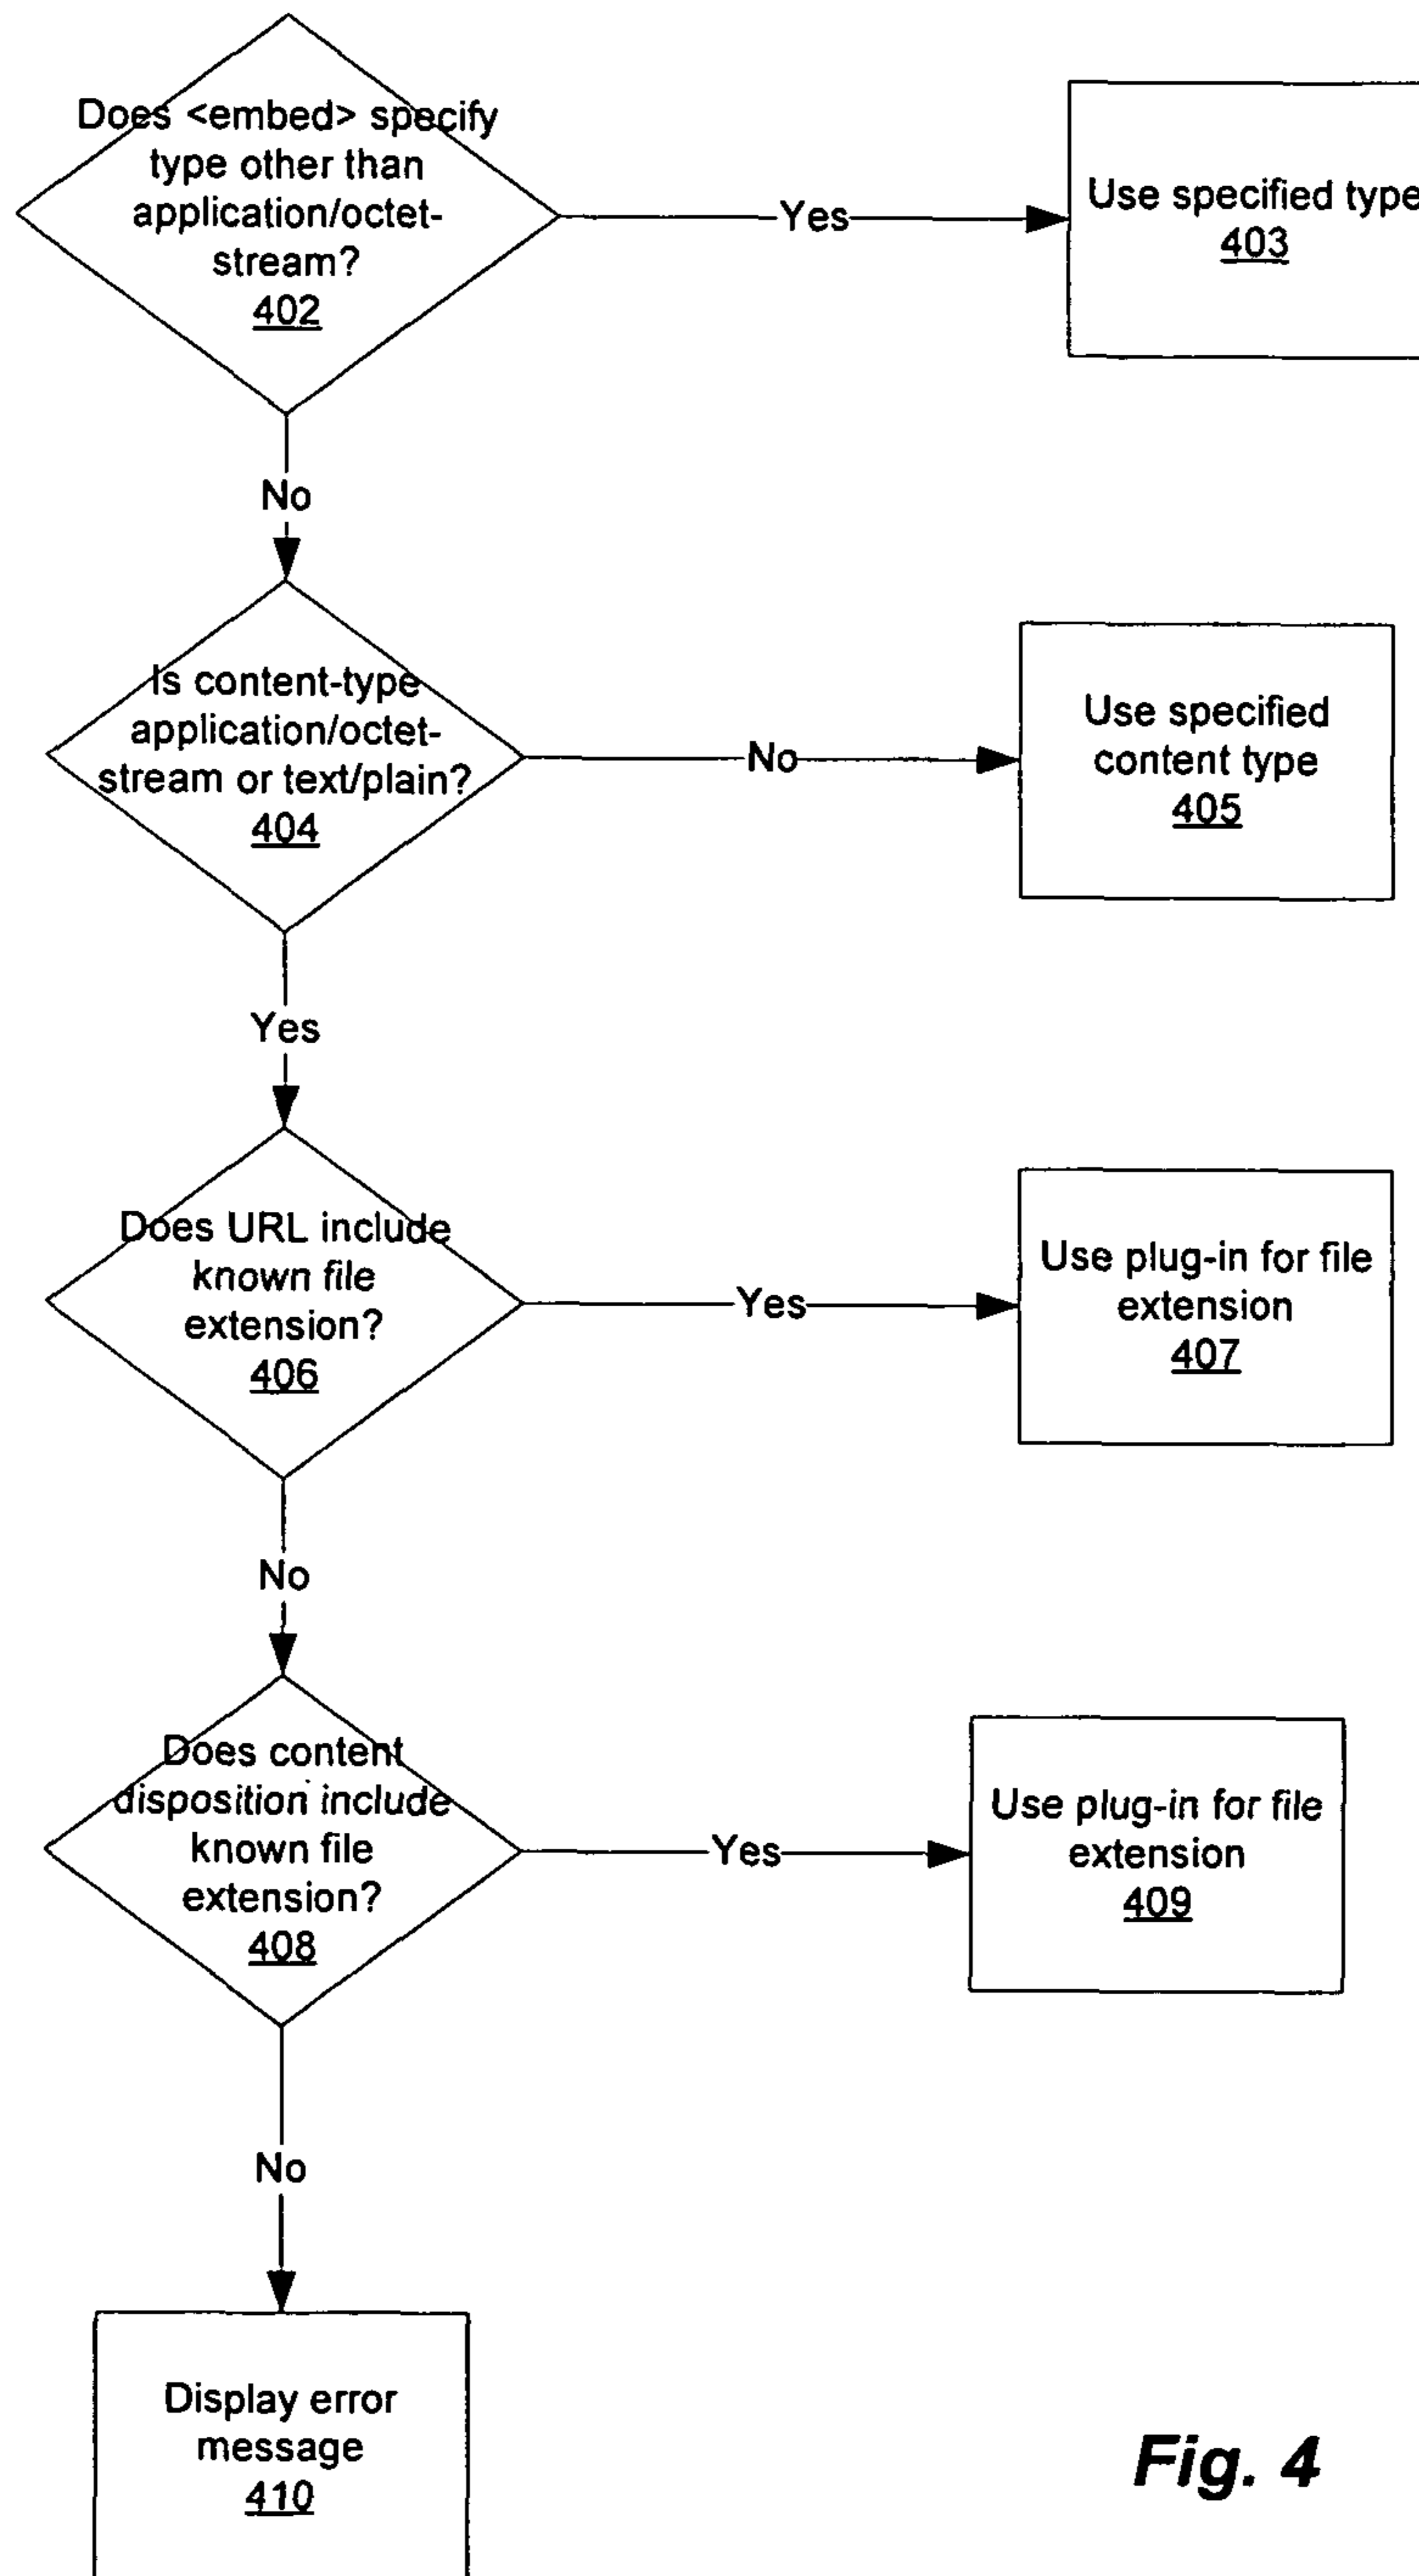 Does <embed> specify
type other than
application/octet-
stream?
402
Yes
Use specified type
403
No
Is content-type
application/octet-
stream or text/plain?
404
No
Use specified
content type
405
Yes
Does URL include
known file
extension?
406
Yes
Use plug-in for file
extension
407
No
Does content
disposition include
known file
extension?
408
Yes
Use plug-in for file
extension
409
No
Display error
message
410
Fig. 4